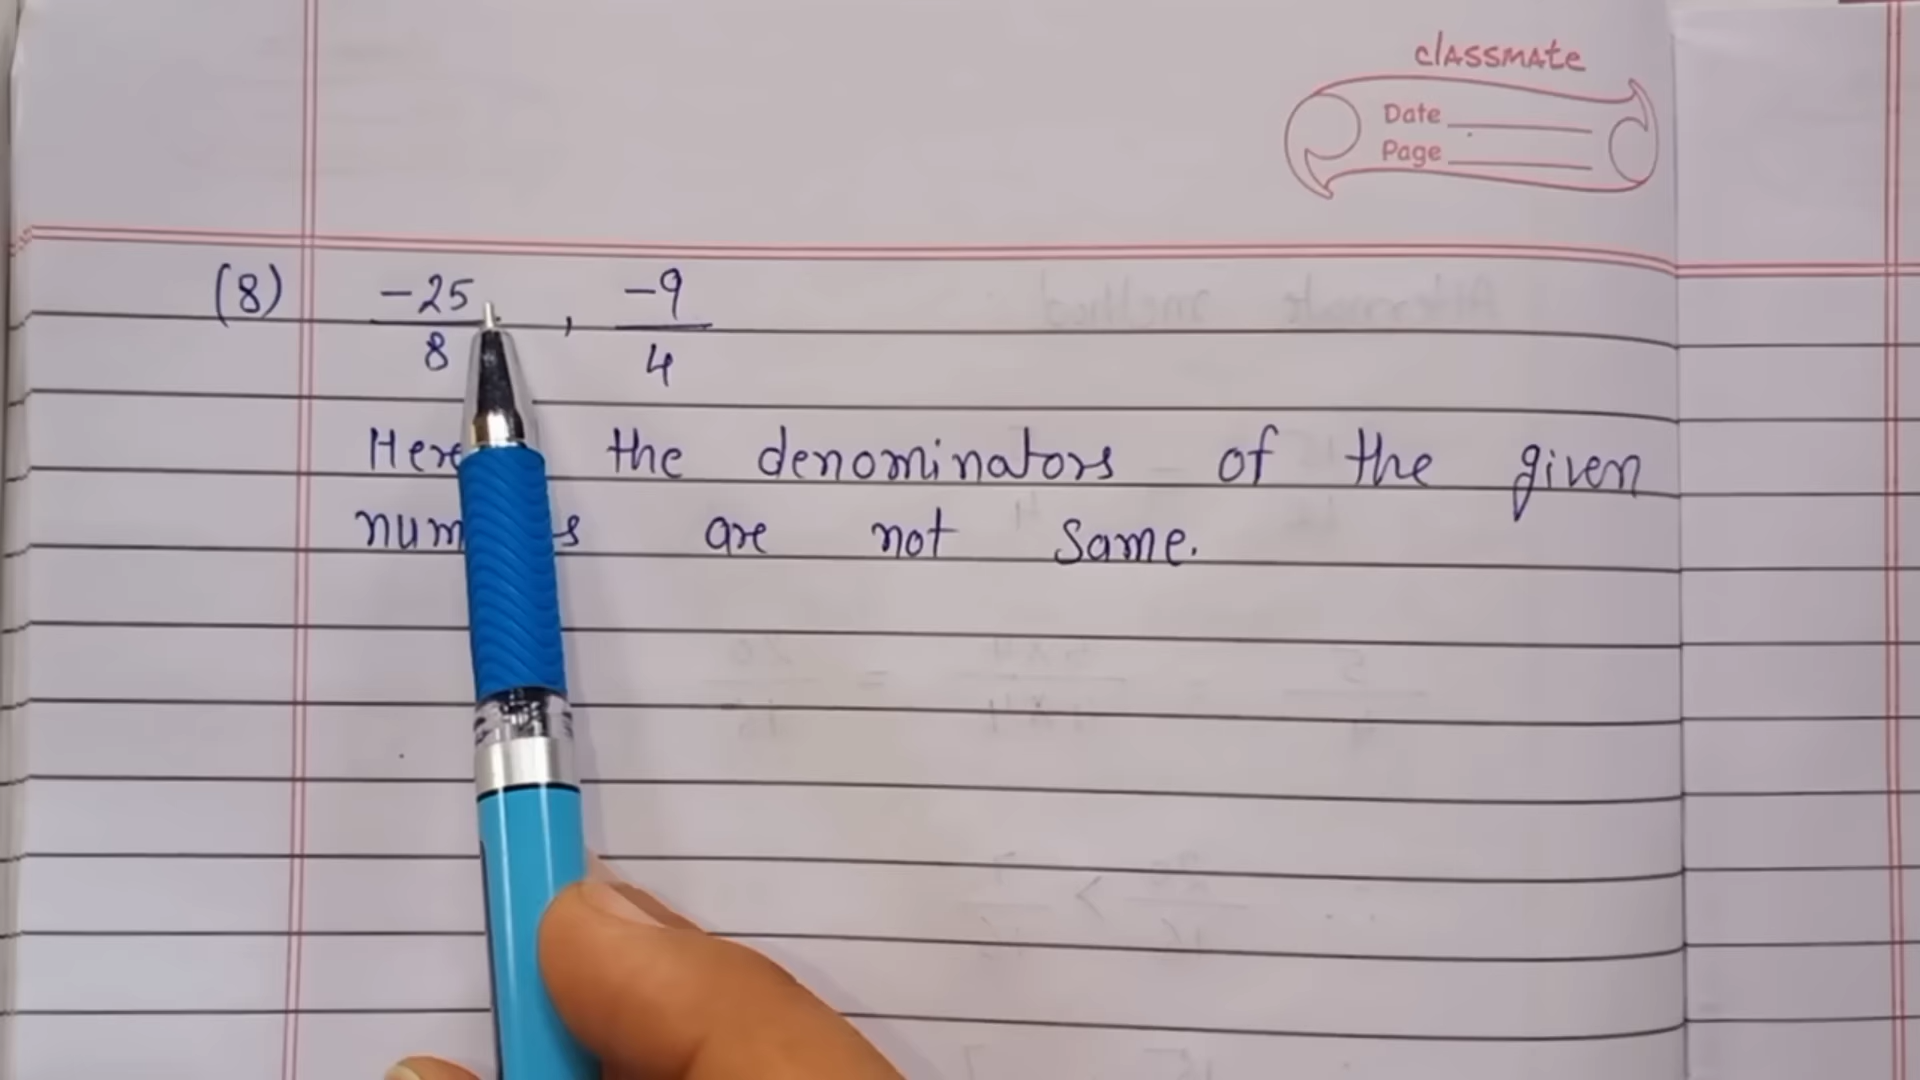 classmate
Date
Page
(8) -25/8 , -9/4
Here the denominators of the given
are not same.